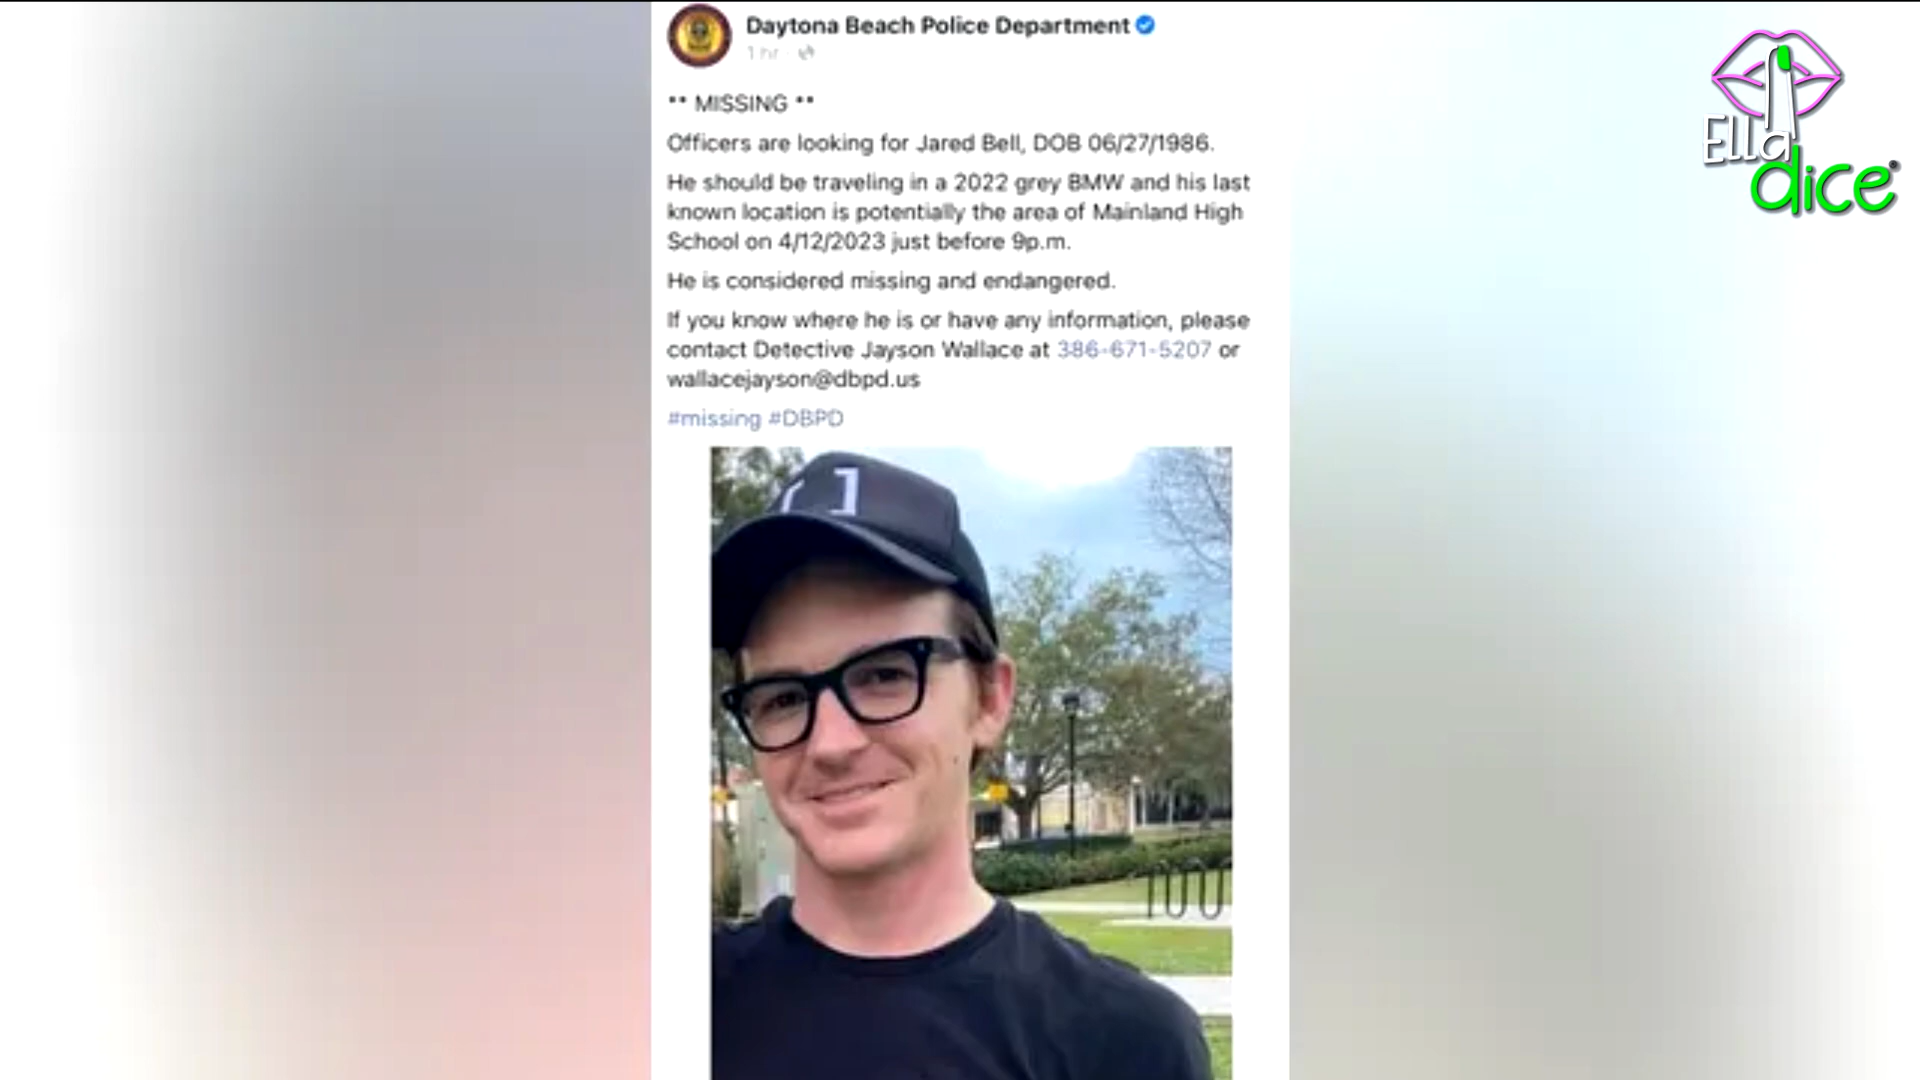 Daytona Beach Police Department
1 hr ·
** MISSING **
Officers are looking for Jared Bell, DOB 06/27/1986.
He should be traveling in a 2022 grey BMW and his last
known location is potentially the area of Mainland High
School on 4/12/2023 just before 9p.m.
He is considered missing and endangered.
If you know where he is or have any information, please
contact Detective Jayson Wallace at 386-671-5207 or
wallacejayson@dbpd.us
#missing #DBPD
[ ]
Ella
dice®